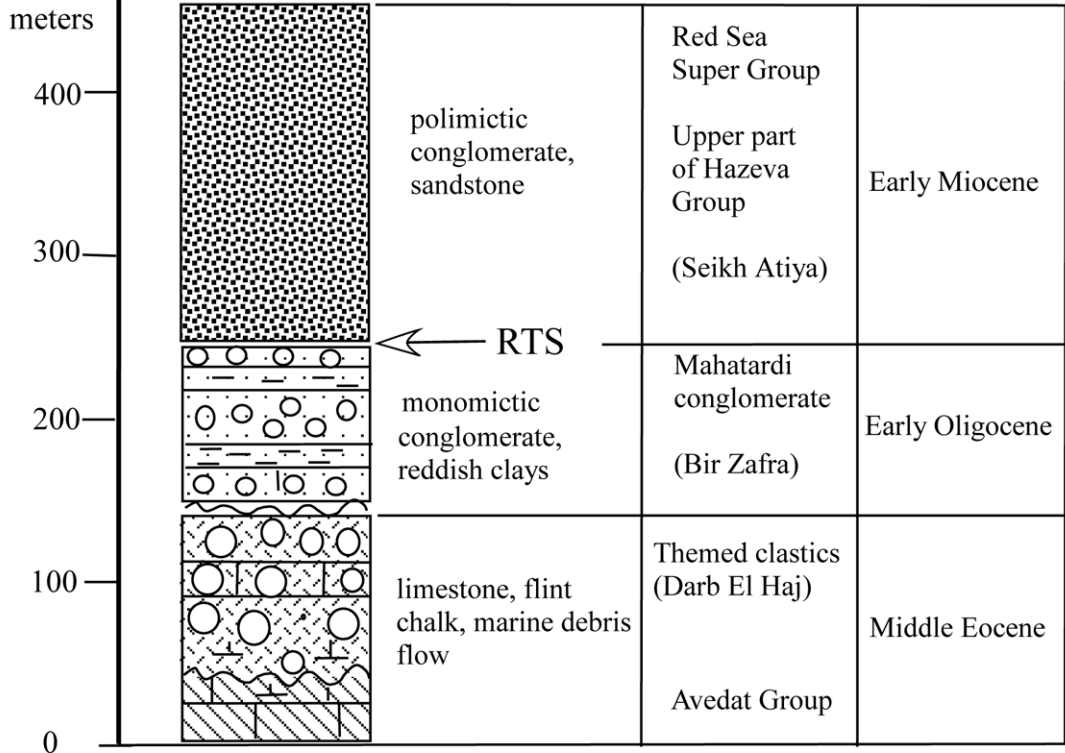 meters
400
300
200
100
0
polimictic
conglomerate,
sandstone
Red Sea
Super Group
Upper part
of Hazeva
Group
(Seikh Atiya)
Early Miocene
RTS
monomictic
conglomerate,
reddish clays
Mahatardi
conglomerate
(Bir Zafra)
Early Oligocene
limestone, flint
chalk, marine debris
flow
Themed clastics
(Darb El Haj)
Avedat Group
Middle Eocene